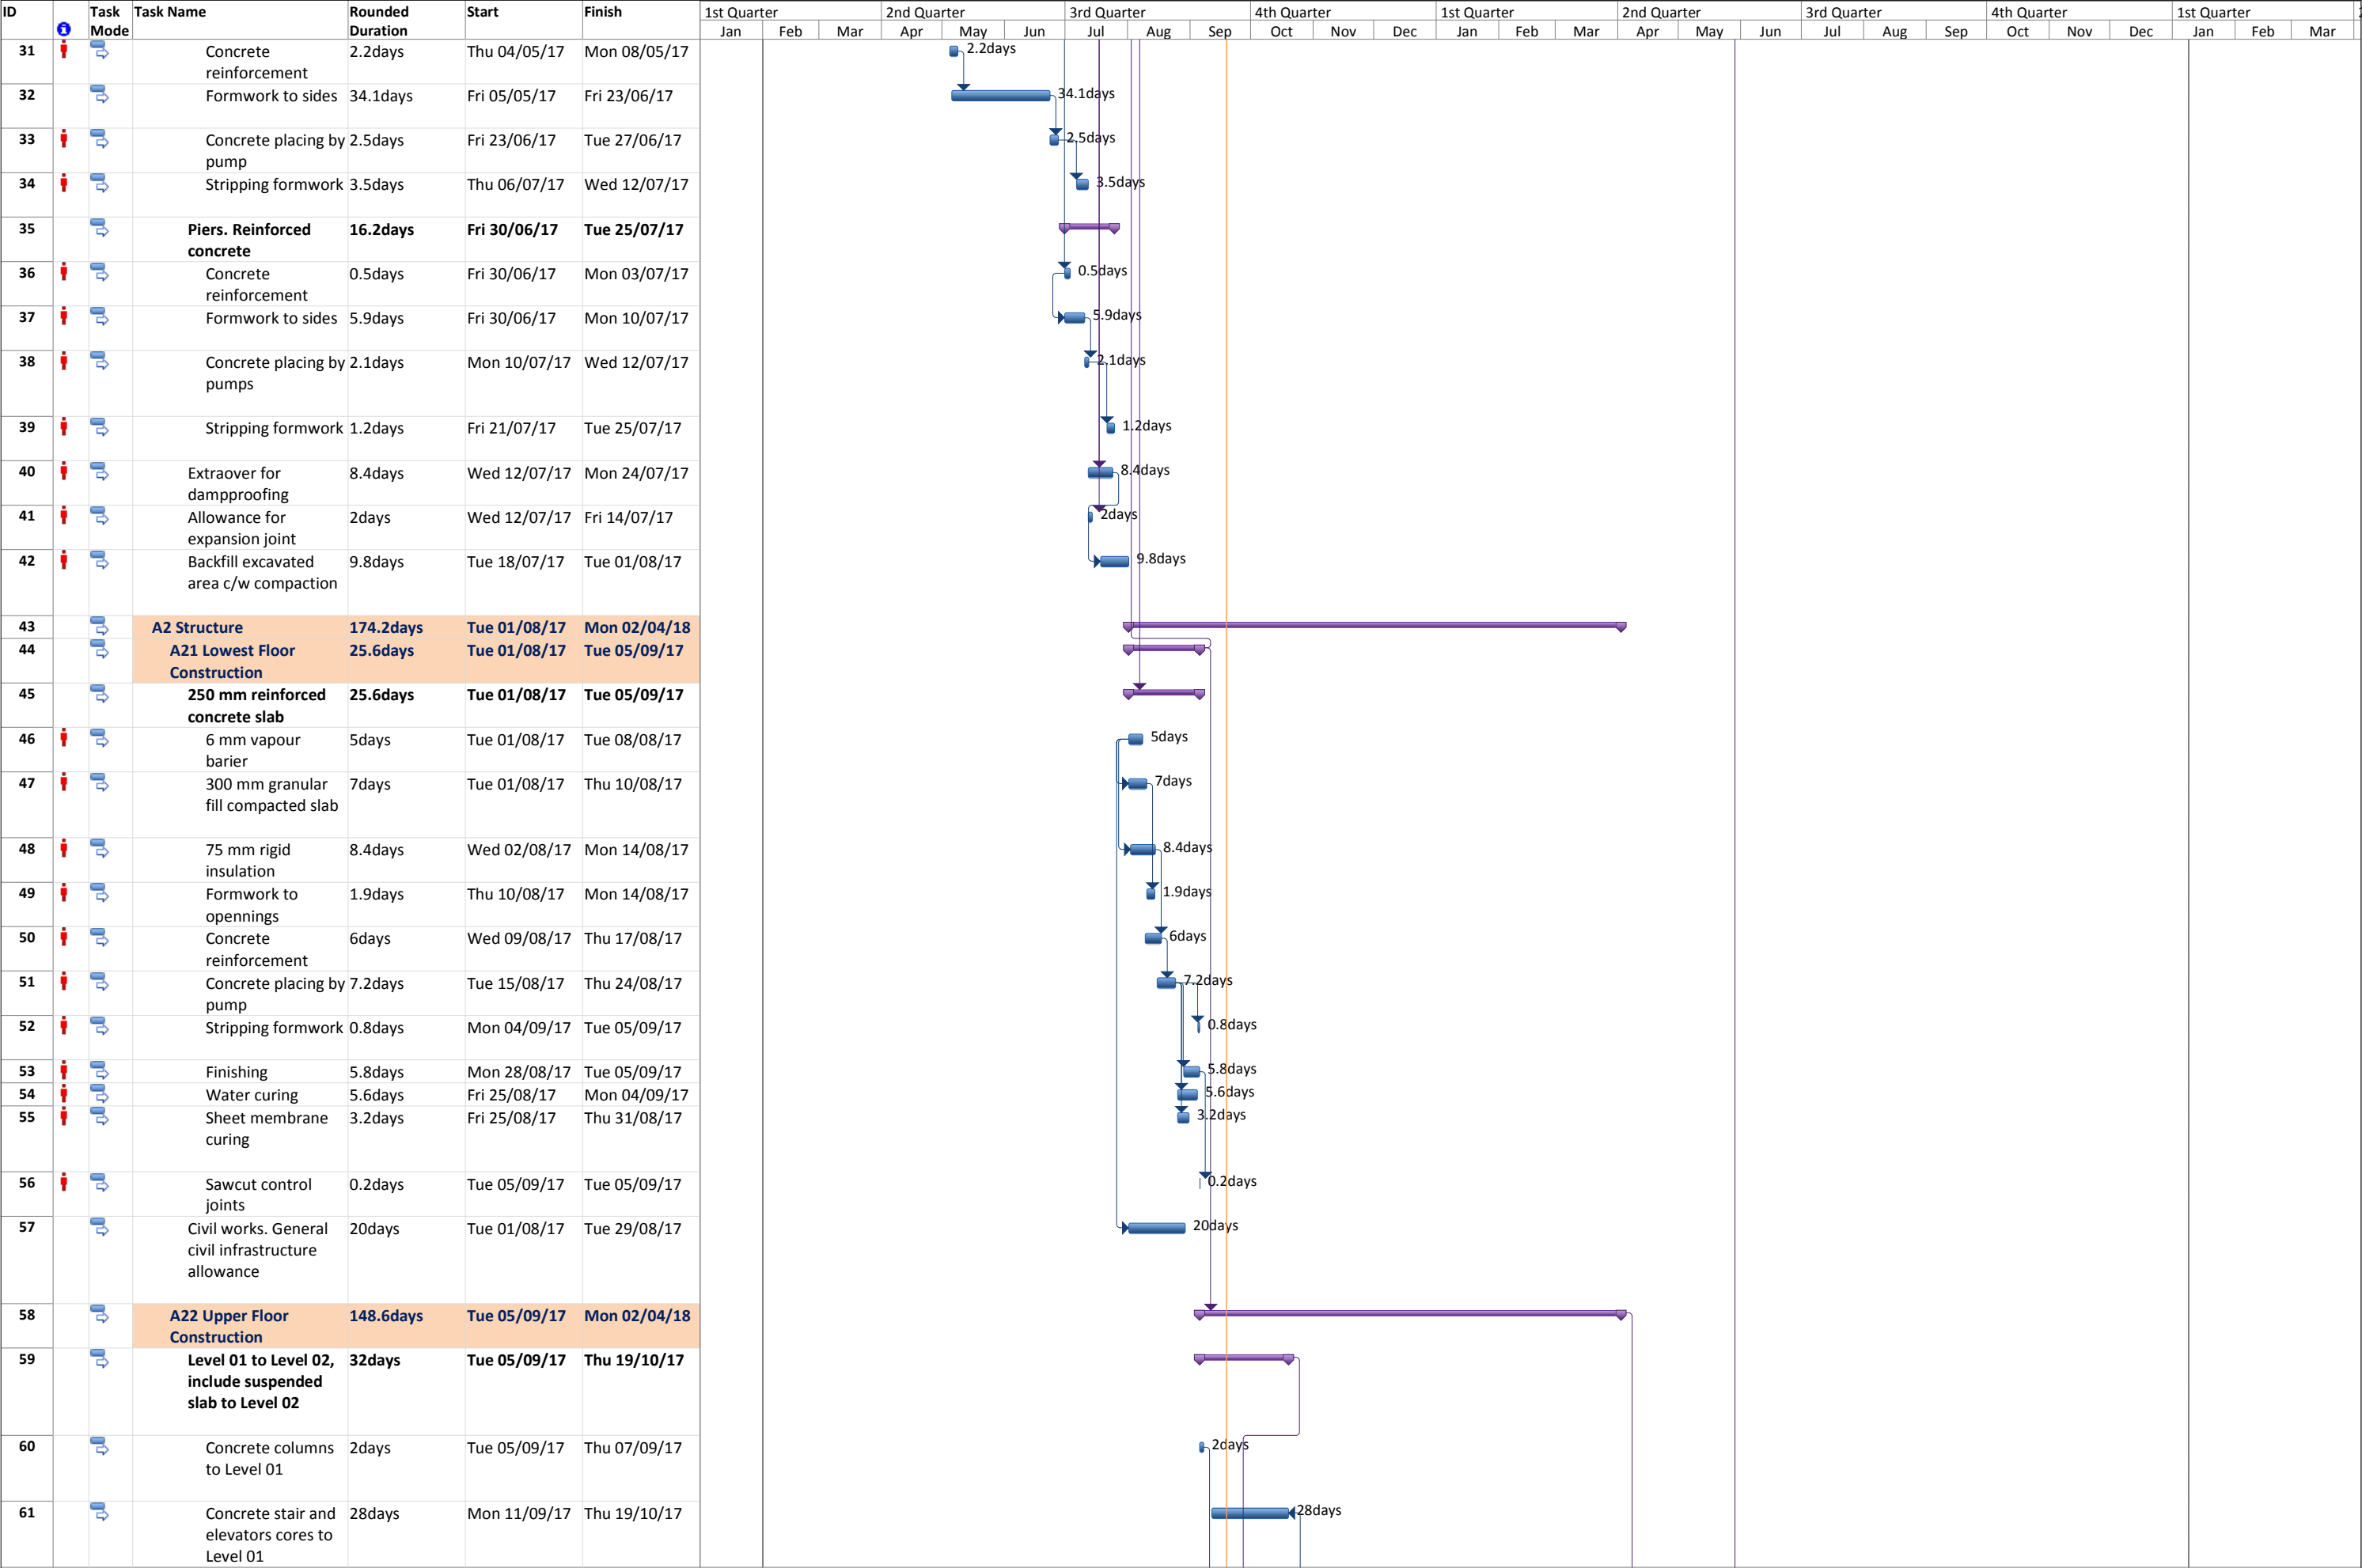 ID Task Mode Task Name Rounded Duration Start Finish
1st Quarter 2nd Quarter 3rd Quarter 4th Quarter 1st Quarter 2nd Quarter 3rd Quarter 4th Quarter 1st Quarter
Jan Feb Mar Apr May Jun Jul Aug Sep Oct Nov Dec Jan Feb Mar Apr May Jun Jul Aug Sep Oct Nov Dec Jan Feb Mar
31 Concrete 2.2days Thu 04/05/17 Mon 08/05/17 2.2days
reinforcement
32 Formwork to sides 34.1days Fri 05/05/17 Fri 23/06/17 34.1days
33 Concrete placing by 2.5days Fri 23/06/17 Tue 27/06/17 2.5days
pump
34 Stripping formwork 3.5days Thu 06/07/17 Wed 12/07/17 3.5days
35 Piers. Reinforced 16.2days Fri 30/06/17 Tue 25/07/17
concrete
36 Concrete 0.5days Fri 30/06/17 Mon 03/07/17 0.5days
reinforcement
37 Formwork to sides 5.9days Fri 30/06/17 Mon 10/07/17 5.9days
38 Concrete placing by 2.1days Mon 10/07/17 Wed 12/07/17 2.1days
pumps
39 Stripping formwork 1.2days Fri 21/07/17 Tue 25/07/17 1.2days
40 Extraover for 8.4days Wed 12/07/17 Mon 24/07/17 8.4days
dampproofing
41 Allowance for 2days Wed 12/07/17 Fri 14/07/17 2days
expansion joint
42 Backfill excavated 9.8days Tue 18/07/17 Tue 01/08/17 9.8days
area c/w compaction
43 A2 Structure 174.2days Tue 01/08/17 Mon 02/04/18
44 A21 Lowest Floor 25.6days Tue 01/08/17 Tue 05/09/17
Construction
45 250 mm reinforced 25.6days Tue 01/08/17 Tue 05/09/17
concrete slab
46 6 mm vapour 5days Tue 01/08/17 Tue 08/08/17 5days
barier
47 300 mm granular 7days Tue 01/08/17 Thu 10/08/17 7days
fill compacted slab
48 75 mm rigid 8.4days Wed 02/08/17 Mon 14/08/17 8.4days
insulation
49 Formwork to 1.9days Thu 10/08/17 Mon 14/08/17 1.9days
opennings
50 Concrete 6days Wed 09/08/17 Thu 17/08/17 6days
reinforcement
51 Concrete placing by 7.2days Tue 15/08/17 Thu 24/08/17 7.2days
pump
52 Stripping formwork 0.8days Mon 04/09/17 Tue 05/09/17 0.8days
53 Finishing 5.8days Mon 28/08/17 Tue 05/09/17 5.8days
54 Water curing 5.6days Fri 25/08/17 Mon 04/09/17 5.6days
55 Sheet membrane 3.2days Fri 25/08/17 Thu 31/08/17 3.2days
curing
56 Sawcut control 0.2days Tue 05/09/17 Tue 05/09/17 0.2days
joints
57 Civil works. General 20days Tue 01/08/17 Tue 29/08/17 20days
civil infrastructure
allowance
58 A22 Upper Floor 148.6days Tue 05/09/17 Mon 02/04/18
Construction
59 Level 01 to Level 02, 32days Tue 05/09/17 Thu 19/10/17
include suspended
slab to Level 02
60 Concrete columns 2days Tue 05/09/17 Thu 07/09/17 2days
to Level 01
61 Concrete stair and 28days Mon 11/09/17 Thu 19/10/17 28days
elevators cores to
Level 01